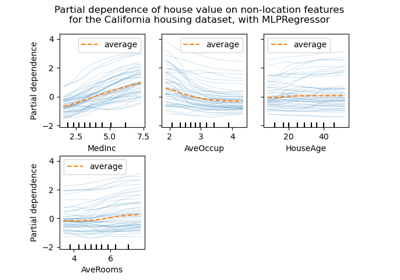 Partial dependence of house value on non-location features
for the California housing dataset, with MLPRegressor
Partial dependence
4
2
0
−2
average
2.5 5.0 7.5
MedInc
average
2 3 4
AveOccup
average
20 40
HouseAge
Partial dependence
4
2
0
−2
average
4 6
AveRooms